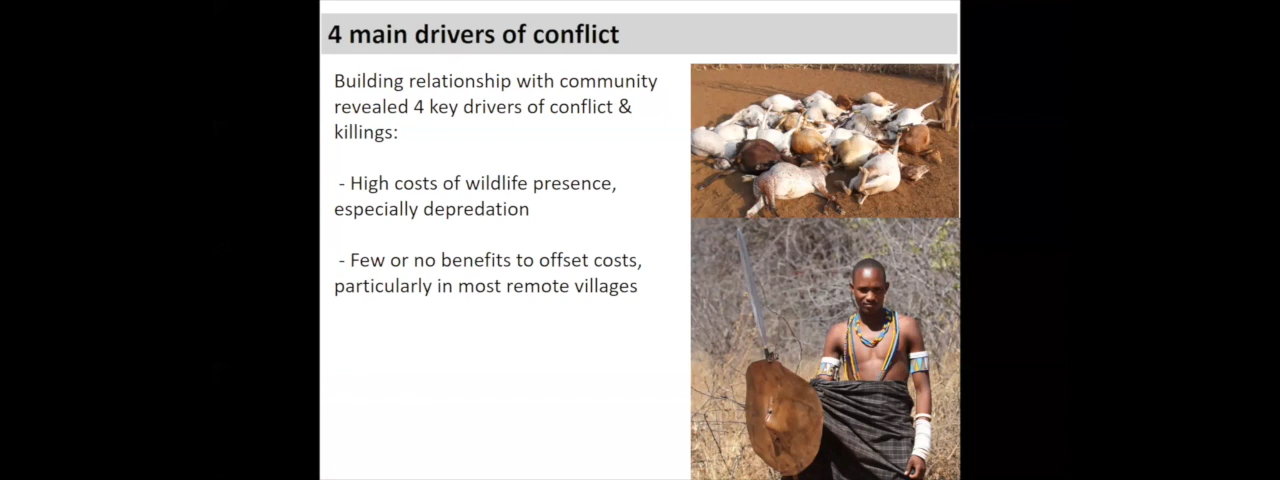 4 main drivers of conflict
Building relationship with community
revealed 4 key drivers of conflict &
killings:
- High costs of wildlife presence,
especially depredation
- Few or no benefits to offset costs,
particularly in most remote villages